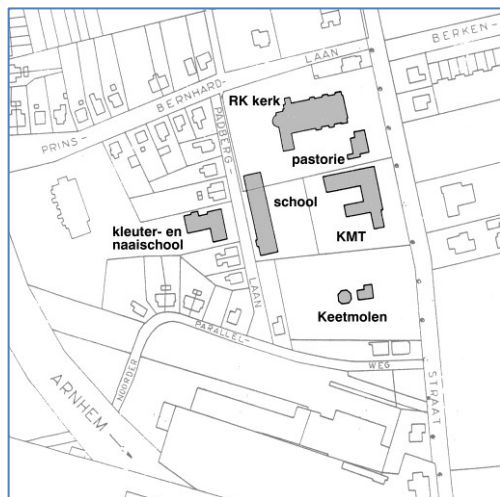 BERKEN-
LAAN
RK kerk
BERNHARD-
PRINS-
PADBERG-
pastorie
school
kleuter- en
naaischool
KMT
LAAN
Keetmolen
PARALLEL-
NOORDER
WEG
STRAAT
ARNHEM